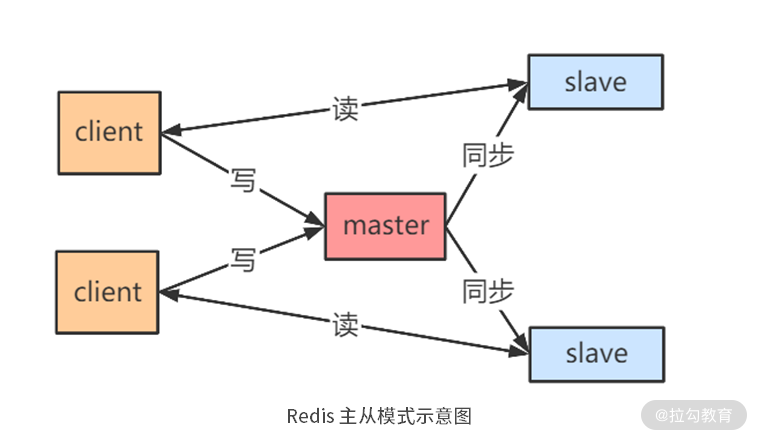 slave
读
client
同步
写
master
写
client
同步
读
slave
Redis 主从模式示意图
@拉勾教育